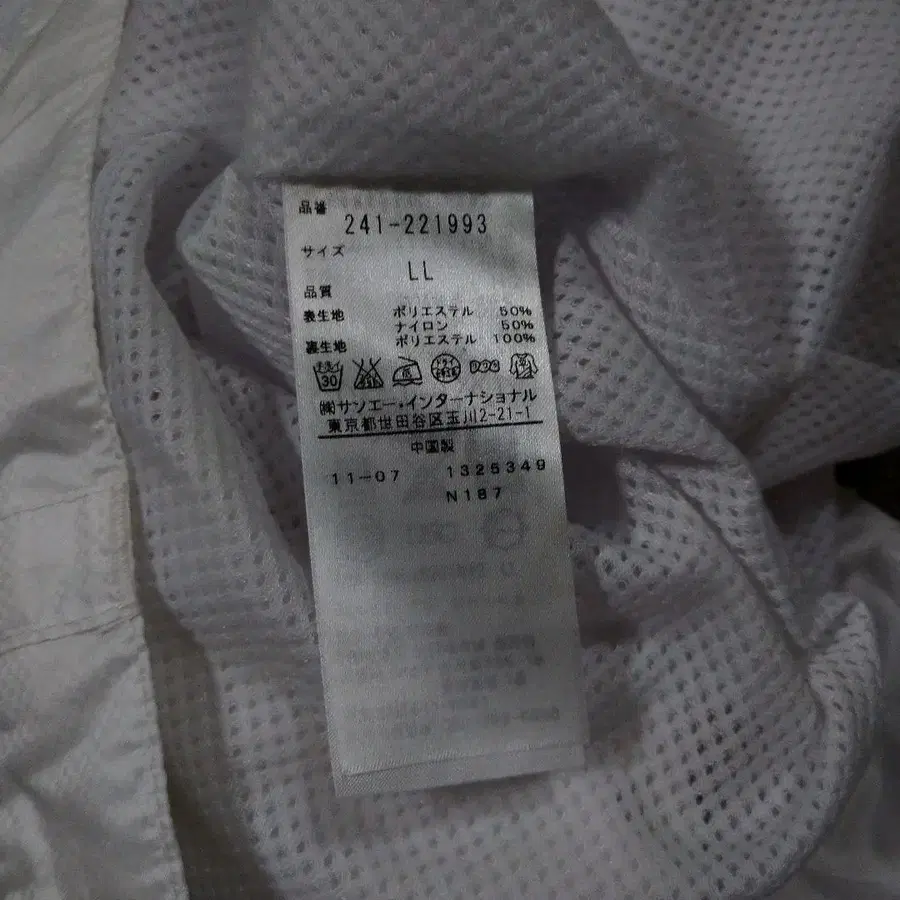 品番
241-221993
サイズ
LL
品質
表生地 ポリエステル 50%
ナイロン 50%
裏生地 ポリエステル 100%
30
㈱サンエー・インターナショナル
東京都世田谷区玉川2-21-1
中国製
11-07 1325349
N187